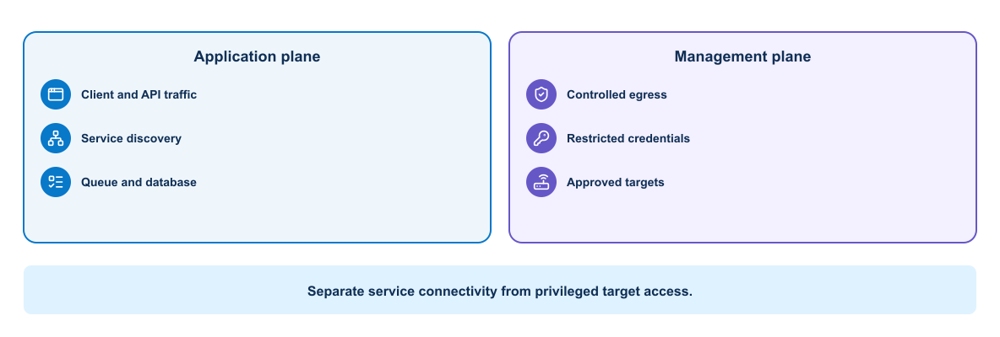 Application plane
Client and API traffic
Service discovery
Queue and database
Management plane
Controlled egress
Restricted credentials
Approved targets
Separate service connectivity from privileged target access.